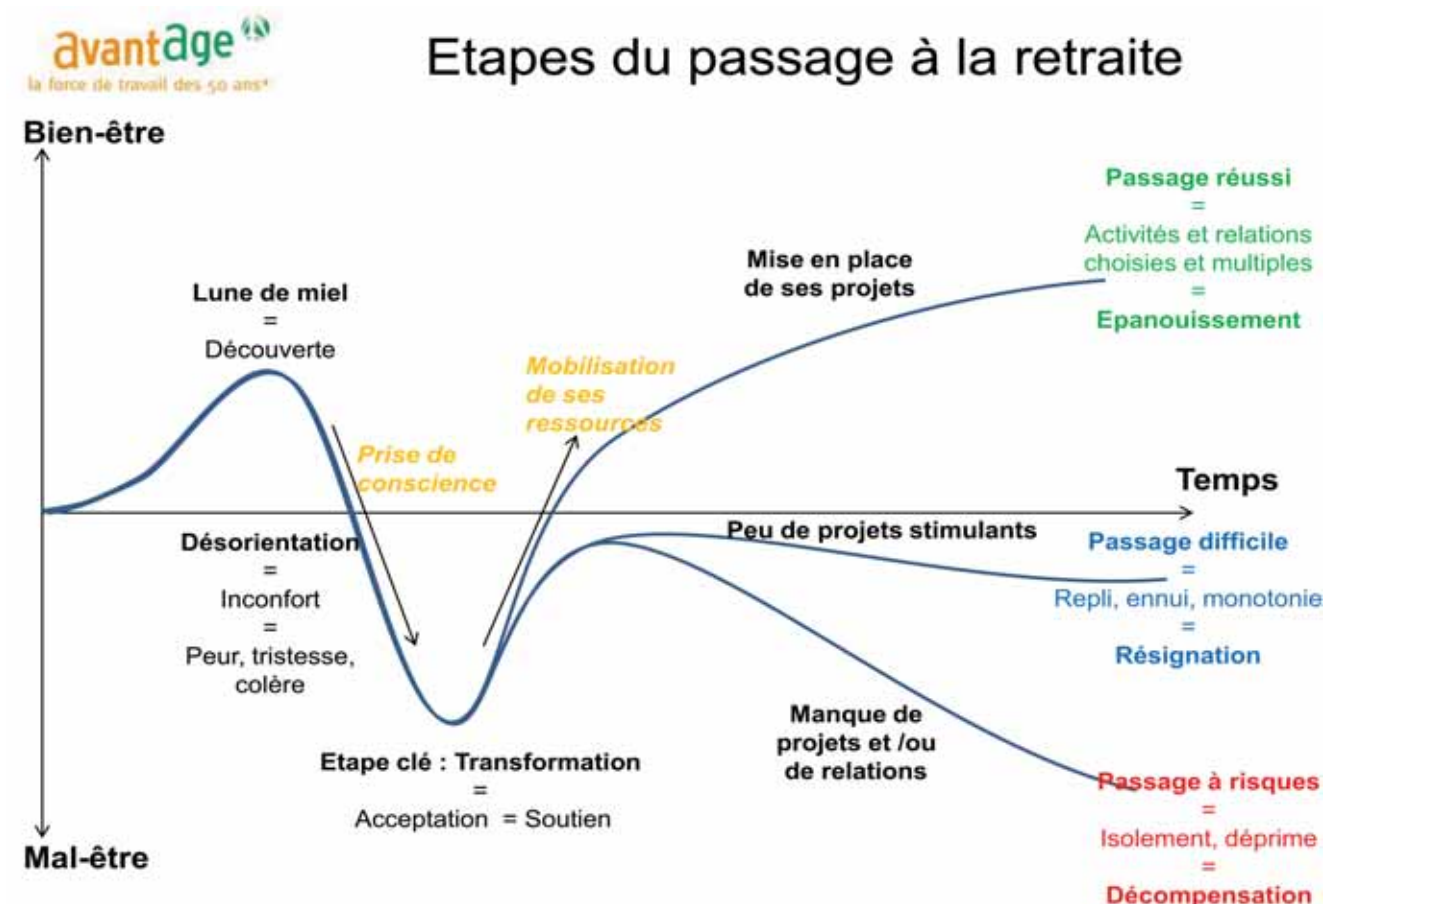 avantage
la force de travail des 50 ans+
Etapes du passage à la retraite
Bien-être
Passage réussi
=
Activités et relations
choisies et multiples
=
Epanouissement
Mise en place
de ses projets
Lune de miel
=
Découverte
Mobilisation
de ses
ressources
Prise de
conscience
Temps
Désorientation
=
Inconfort
=
Peur, tristesse,
colère
Peu de projets stimulants
Passage difficile
=
Repli, ennui, monotonie
=
Résignation
Manque de
projets et /ou
de relations
Etape clé : Transformation
=
Acceptation = Soutien
Passage à risques
=
Isolement, déprime
=
Décompensation
Mal-être